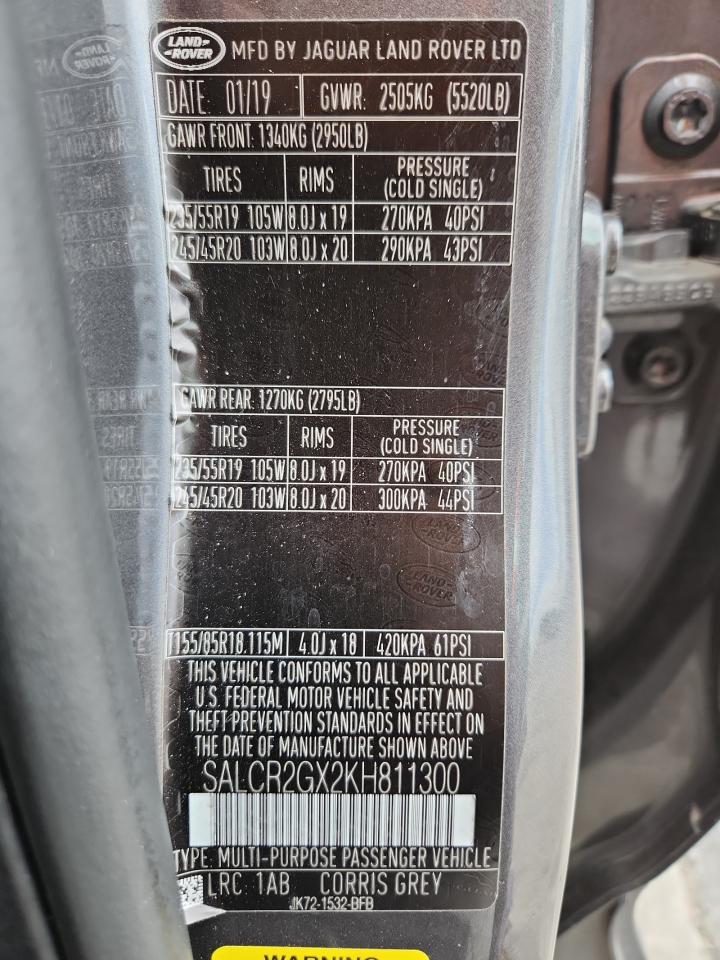 LAND ROVER MFD BY JAGUAR LAND ROVER LTD
DATE: 01/19 GVWR: 2505KG (5520LB)
GAWR FRONT: 1340KG (2950LB)
TIRES RIMS PRESSURE (COLD SINGLE)
235/55R19 105W 8.0J x 19 270KPA 40PSI
245/45R20 103W 8.0J x 20 290KPA 43PSI
GAWR REAR: 1270KG (2795LB)
TIRES RIMS PRESSURE (COLD SINGLE)
235/55R19 105W 8.0J x 19 270KPA 40PSI
245/45R20 103W 8.0J x 20 300KPA 44PSI
LAND ROVER
T155/85R18.115M 4.0J x 18 420KPA 61PSI
THIS VEHICLE CONFORMS TO ALL APPLICABLE
U.S. FEDERAL MOTOR VEHICLE SAFETY AND
THEFT PREVENTION STANDARDS IN EFFECT ON
THE DATE OF MANUFACTURE SHOWN ABOVE
SALCR2GX2KH811300
TYPE: MULTI-PURPOSE PASSENGER VEHICLE
LRC: 1AB CORRIS GREY
JK72-1532-BFB
WARNING